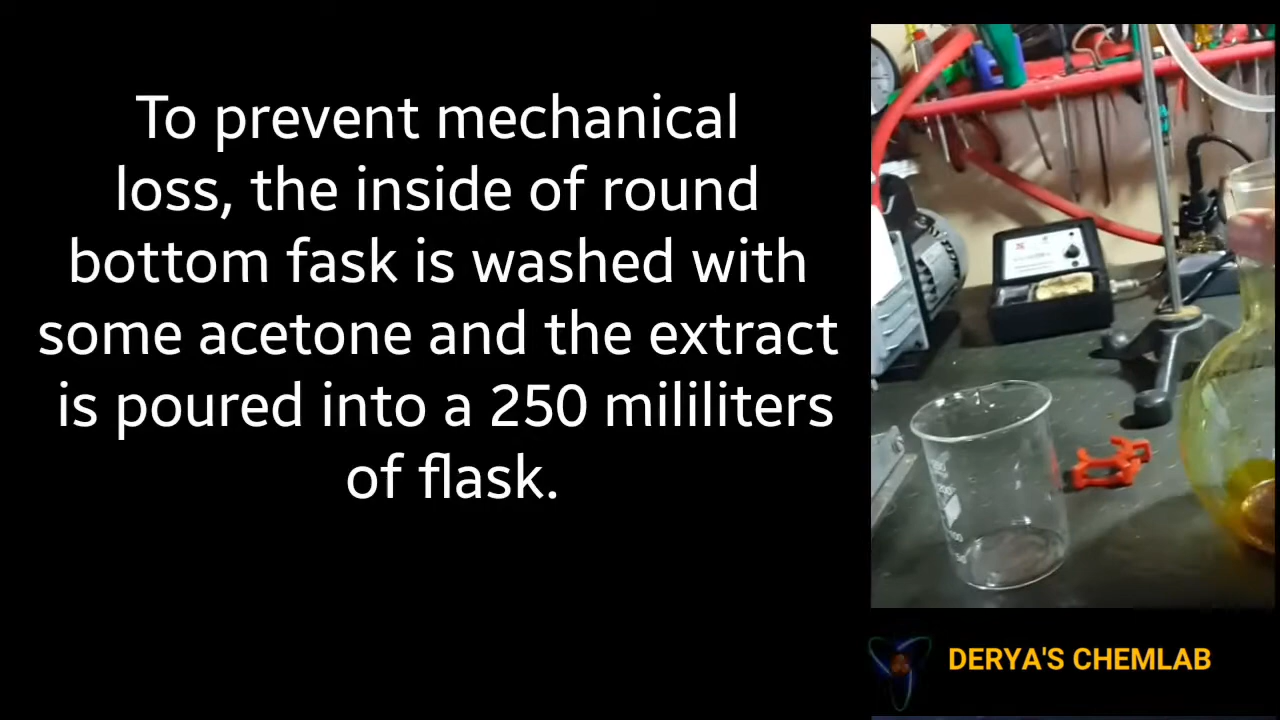 To prevent mechanical
loss, the inside of round
bottom fask is washed with
some acetone and the extract
is poured into a 250 mililiters
of flask.
DERYA'S CHEMLAB